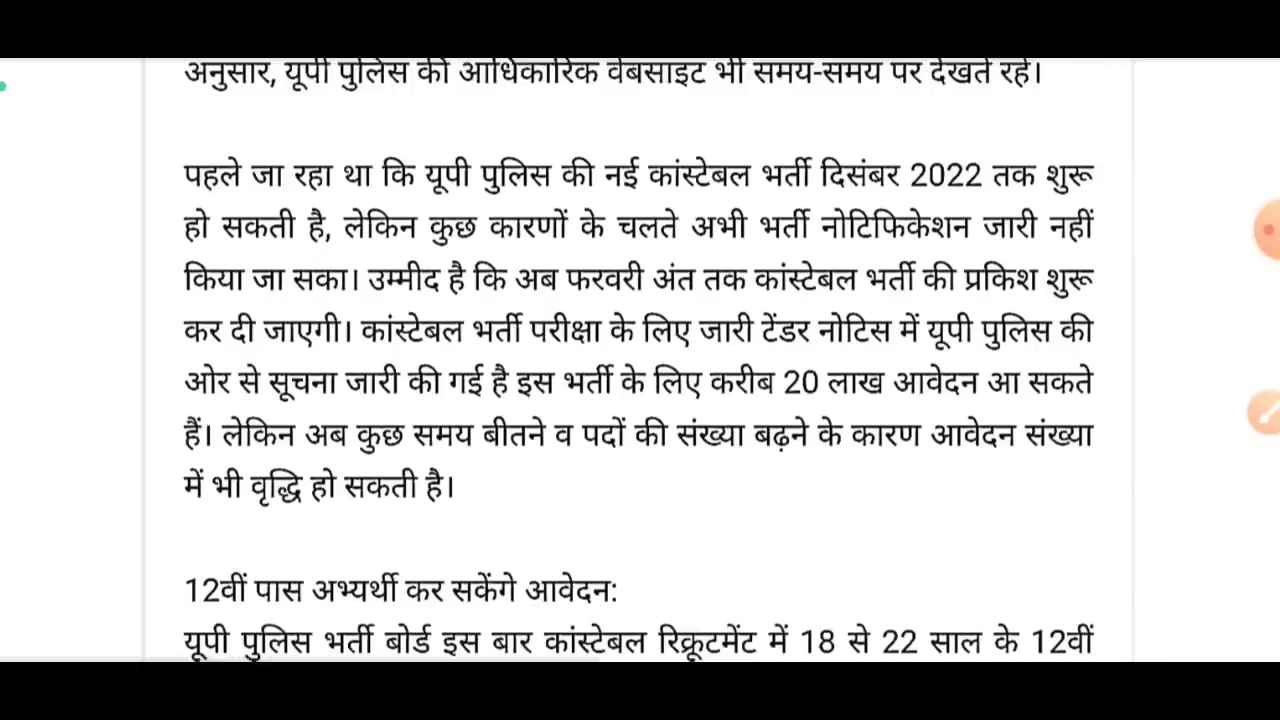 अनुसार, यूपी पुलिस की आधिकारिक वेबसाइट भी समय-समय पर देखते रहें।
पहले जा रहा था कि यूपी पुलिस की नई कांस्टेबल भर्ती दिसंबर 2022 तक शुरू
हो सकती है, लेकिन कुछ कारणों के चलते अभी भर्ती नोटिफिकेशन जारी नहीं
किया जा सका। उम्मीद है कि अब फरवरी अंत तक कांस्टेबल भर्ती की प्रकिश शुरू
कर दी जाएगी। कांस्टेबल भर्ती परीक्षा के लिए जारी टेंडर नोटिस में यूपी पुलिस की
ओर से सूचना जारी की गई है इस भर्ती के लिए करीब 20 लाख आवेदन आ सकते
हैं। लेकिन अब कुछ समय बीतने व पदों की संख्या बढ़ने के कारण आवेदन संख्या
में भी वृद्धि हो सकती है।
12वीं पास अभ्यर्थी कर सकेंगे आवेदन:
यूपी पुलिस भर्ती बोर्ड इस बार कांस्टेबल रिक्रूटमेंट में 18 से 22 साल के 12वीं